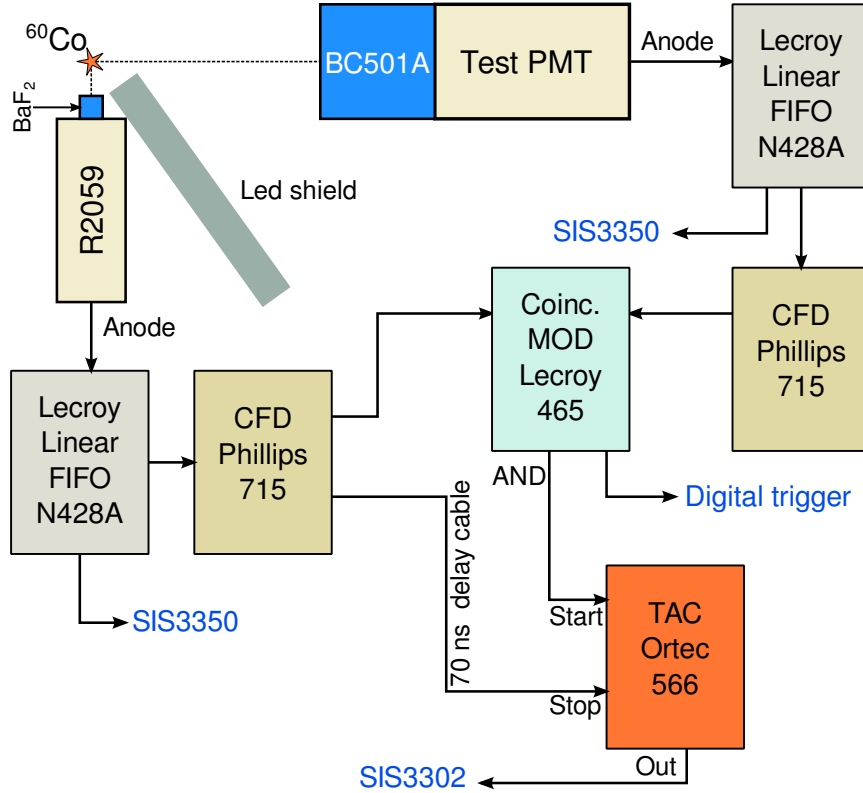 ⁶⁰Co
BaF₂
R2059
Anode
Led shield
BC501A
Test PMT
Anode
Lecroy
Linear
FIFO
N428A
SIS3350
CFD
Phillips
715
Coinc.
MOD
Lecroy
465
AND
Digital trigger
Lecroy
Linear
FIFO
N428A
SIS3350
CFD
Phillips
715
70 ns delay cable
Start
Stop
TAC
Ortec
566
Out
SIS3302